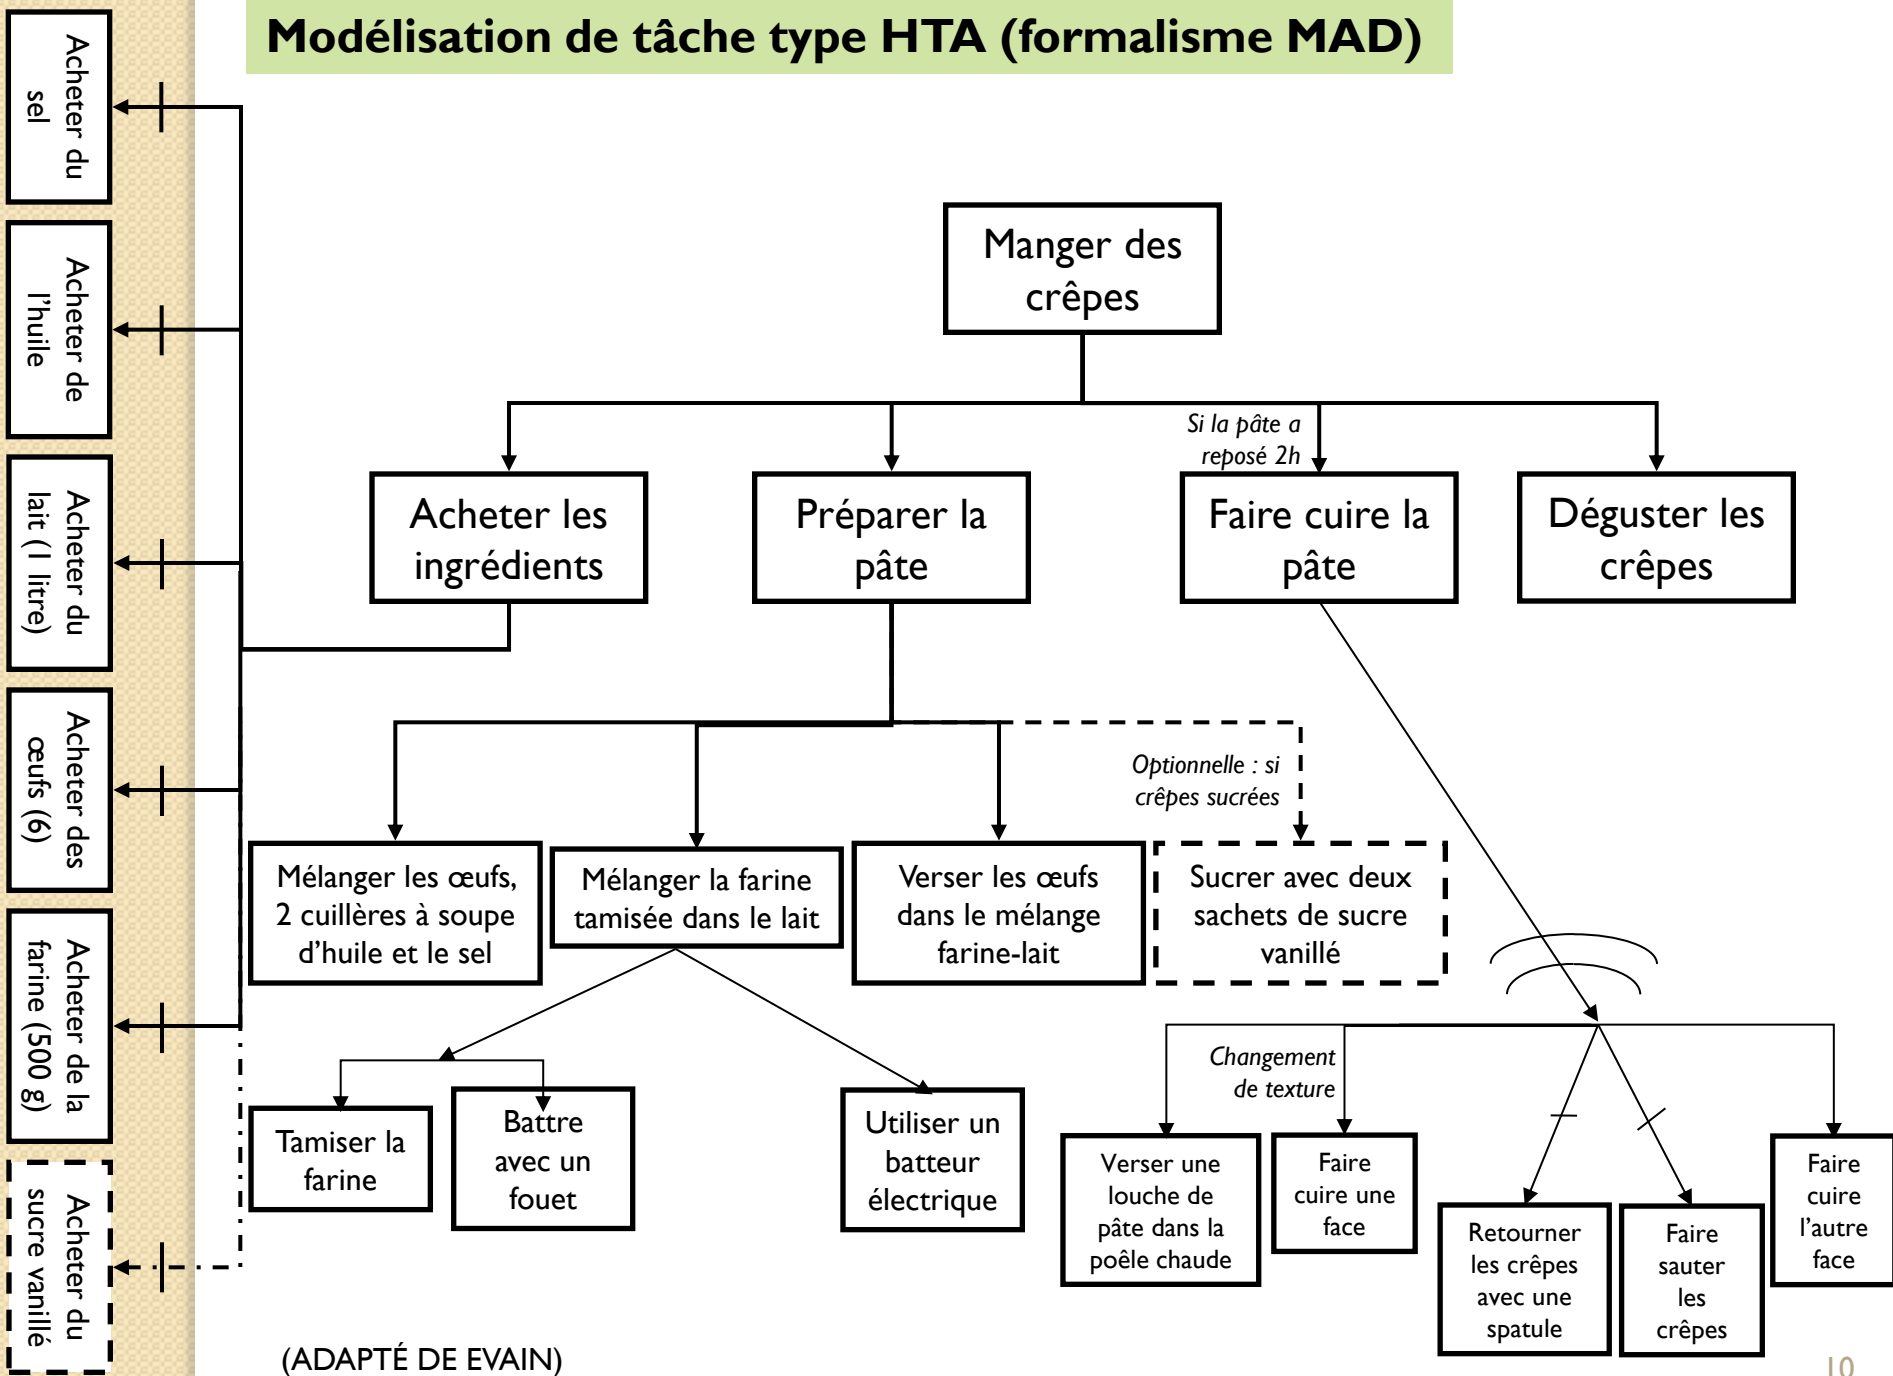 Modélisation de tâche type HTA (formalisme MAD)
Acheter du
sel
Acheter de
l'huile
Acheter du
lait (1 litre)
Acheter des
œufs (6)
Acheter de la
farine (500 g)
Acheter du
sucre vanillé
Manger des
crêpes
Si la pâte a
reposé 2h
Acheter les
ingrédients
Préparer la
pâte
Faire cuire la
pâte
Déguster les
crêpes
Optionnelle : si
crêpes sucrées
Mélanger les œufs,
2 cuillères à soupe
d'huile et le sel
Mélanger la farine
tamisée dans le lait
Verser les œufs
dans le mélange
farine-lait
Sucrer avec deux
sachets de sucre
vanillé
Changement
de texture
Tamiser la
farine
Battre
avec un
fouet
Utiliser un
batteur
électrique
Verser une
louche de
pâte dans la
poêle chaude
Faire
cuire une
face
Retourner
les crêpes
avec une
spatule
Faire
sauter
les
crêpes
Faire
cuire
l'autre
face
(ADAPTÉ DE EVAIN)
10